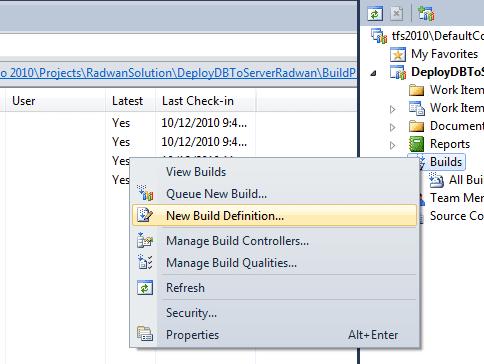 tfs2010\DefaultCo
My Favorites
o 2010\Projects\RadwanSolution\DeployDBToServerRadwan\BuildP
DeployDBToS
Work Item
User Latest Last Check-in
Work Item
Yes 10/12/2010 9:4...
Document
Yes 10/12/2010 9:4...
Reports
Yes
Builds
Yes
All Bui
Team Mem
Source Co
View Builds
Queue New Build...
New Build Definition...
Manage Build Controllers...
Manage Build Qualities...
Refresh
Security...
Properties Alt+Enter